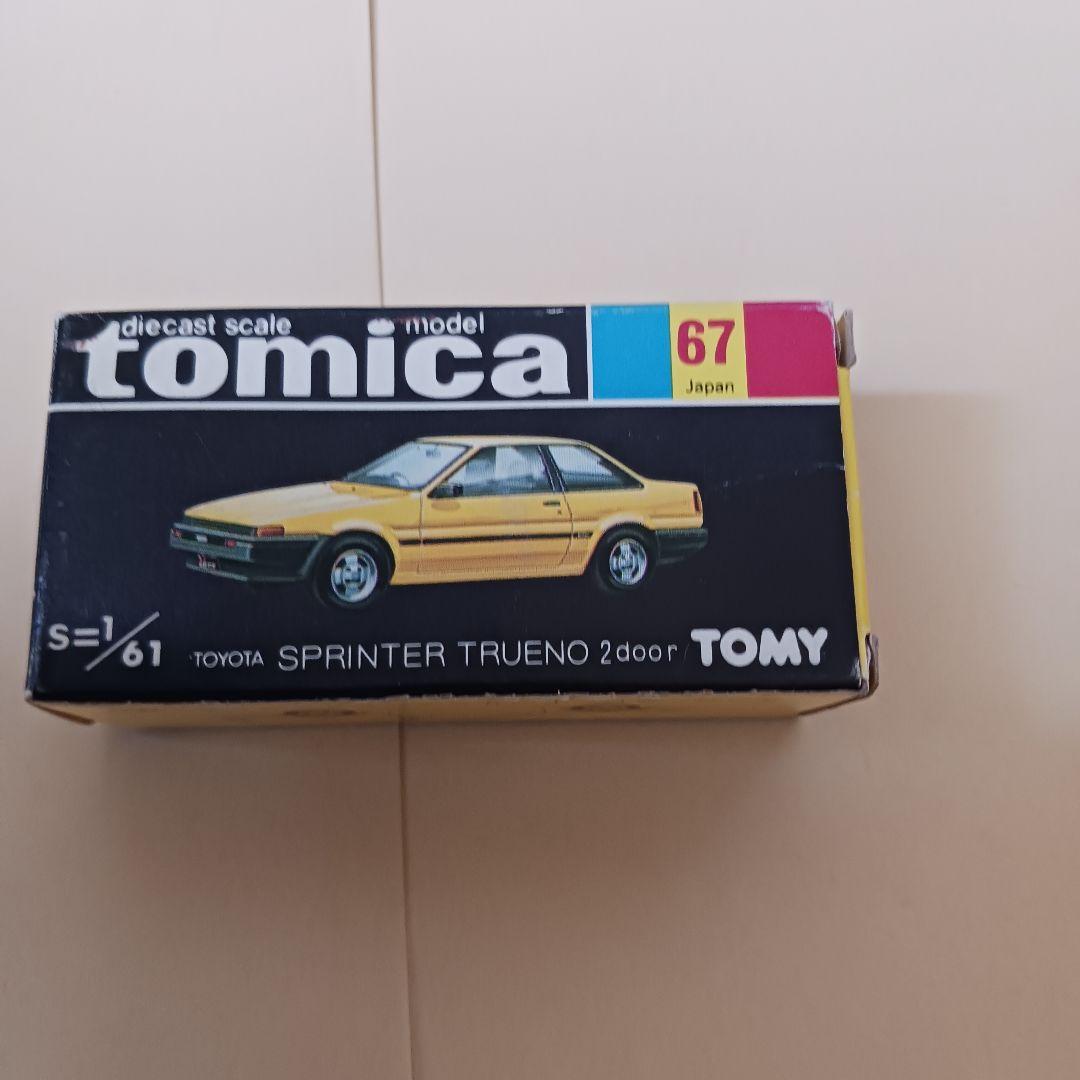 diecast scale model
tomica
67
Japan
S=1/61
TOYOTA SPRINTER TRUENO 2door TOMY